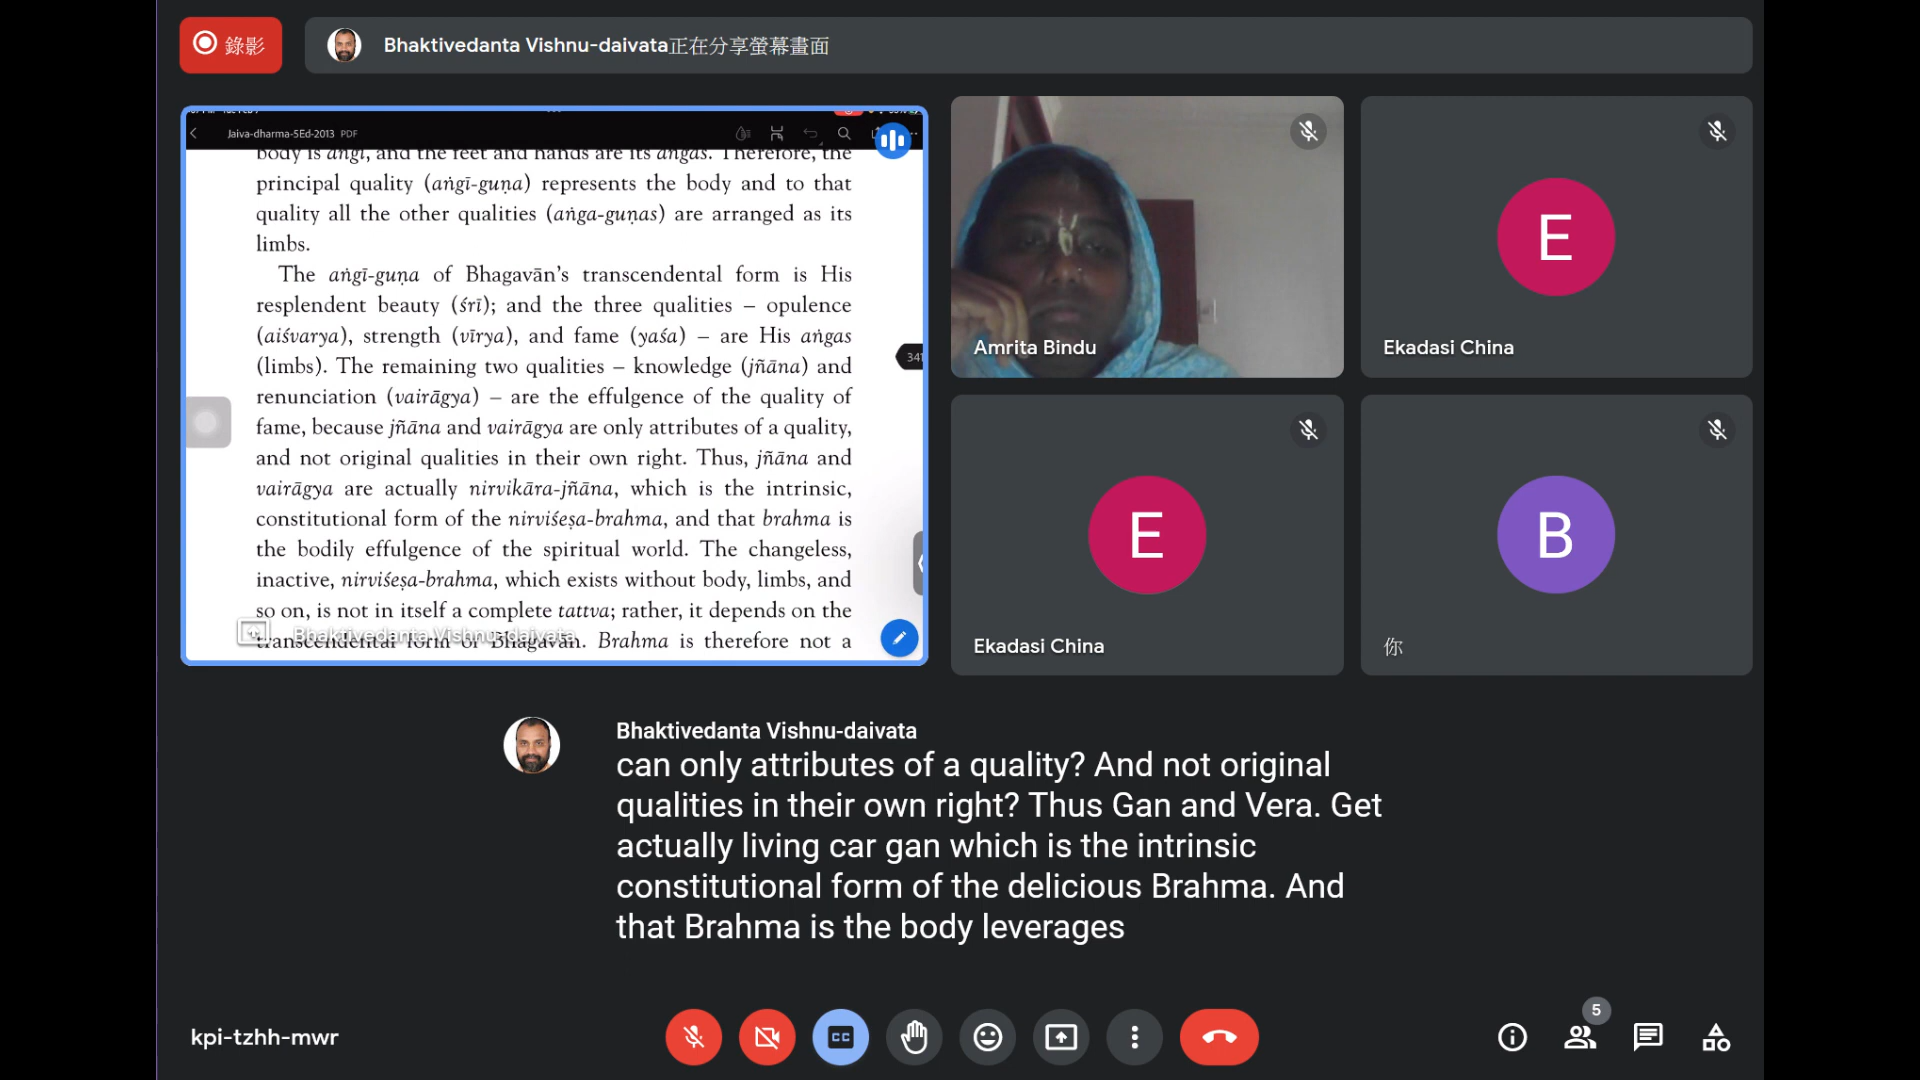 錄影
Bhaktivedanta Vishnu-daivata正在分享螢幕畫面
Jaiva-dharma-5Ed-2013 PDF
body is aṅgī, and the feet and hands are its aṅgas. Therefore, the
principal quality (aṅgī-guṇa) represents the body and to that
quality all the other qualities (aṅga-guṇas) are arranged as its
limbs.
The aṅgī-guṇa of Bhagavān’s transcendental form is His
resplendent beauty (śrī); and the three qualities – opulence
(aiśvarya), strength (vīrya), and fame (yaśa) – are His aṅgas
(limbs). The remaining two qualities – knowledge (jñāna) and
renunciation (vairāgya) – are the effulgence of the quality of
fame, because jñāna and vairāgya are only attributes of a quality,
and not original qualities in their own right. Thus, jñāna and
vairāgya are actually nirvikāra-jñāna, which is the intrinsic,
constitutional form of the nirviśeṣa-brahma, and that brahma is
the bodily effulgence of the spiritual world. The changeless,
inactive, nirviśeṣa-brahma, which exists without body, limbs, and
so on, is not in itself a complete tattva; rather, it depends on the
transcendental form of Bhagavān. Brahma is therefore not a
341
Bhaktivedanta Vishnu-daivata
Amrita Bindu
E
Ekadasi China
E
Ekadasi China
B
你
Bhaktivedanta Vishnu-daivata
can only attributes of a quality? And not original
qualities in their own right? Thus Gan and Vera. Get
actually living car gan which is the intrinsic
constitutional form of the delicious Brahma. And
that Brahma is the body leverages
kpi-tzhh-mwr
CC
5